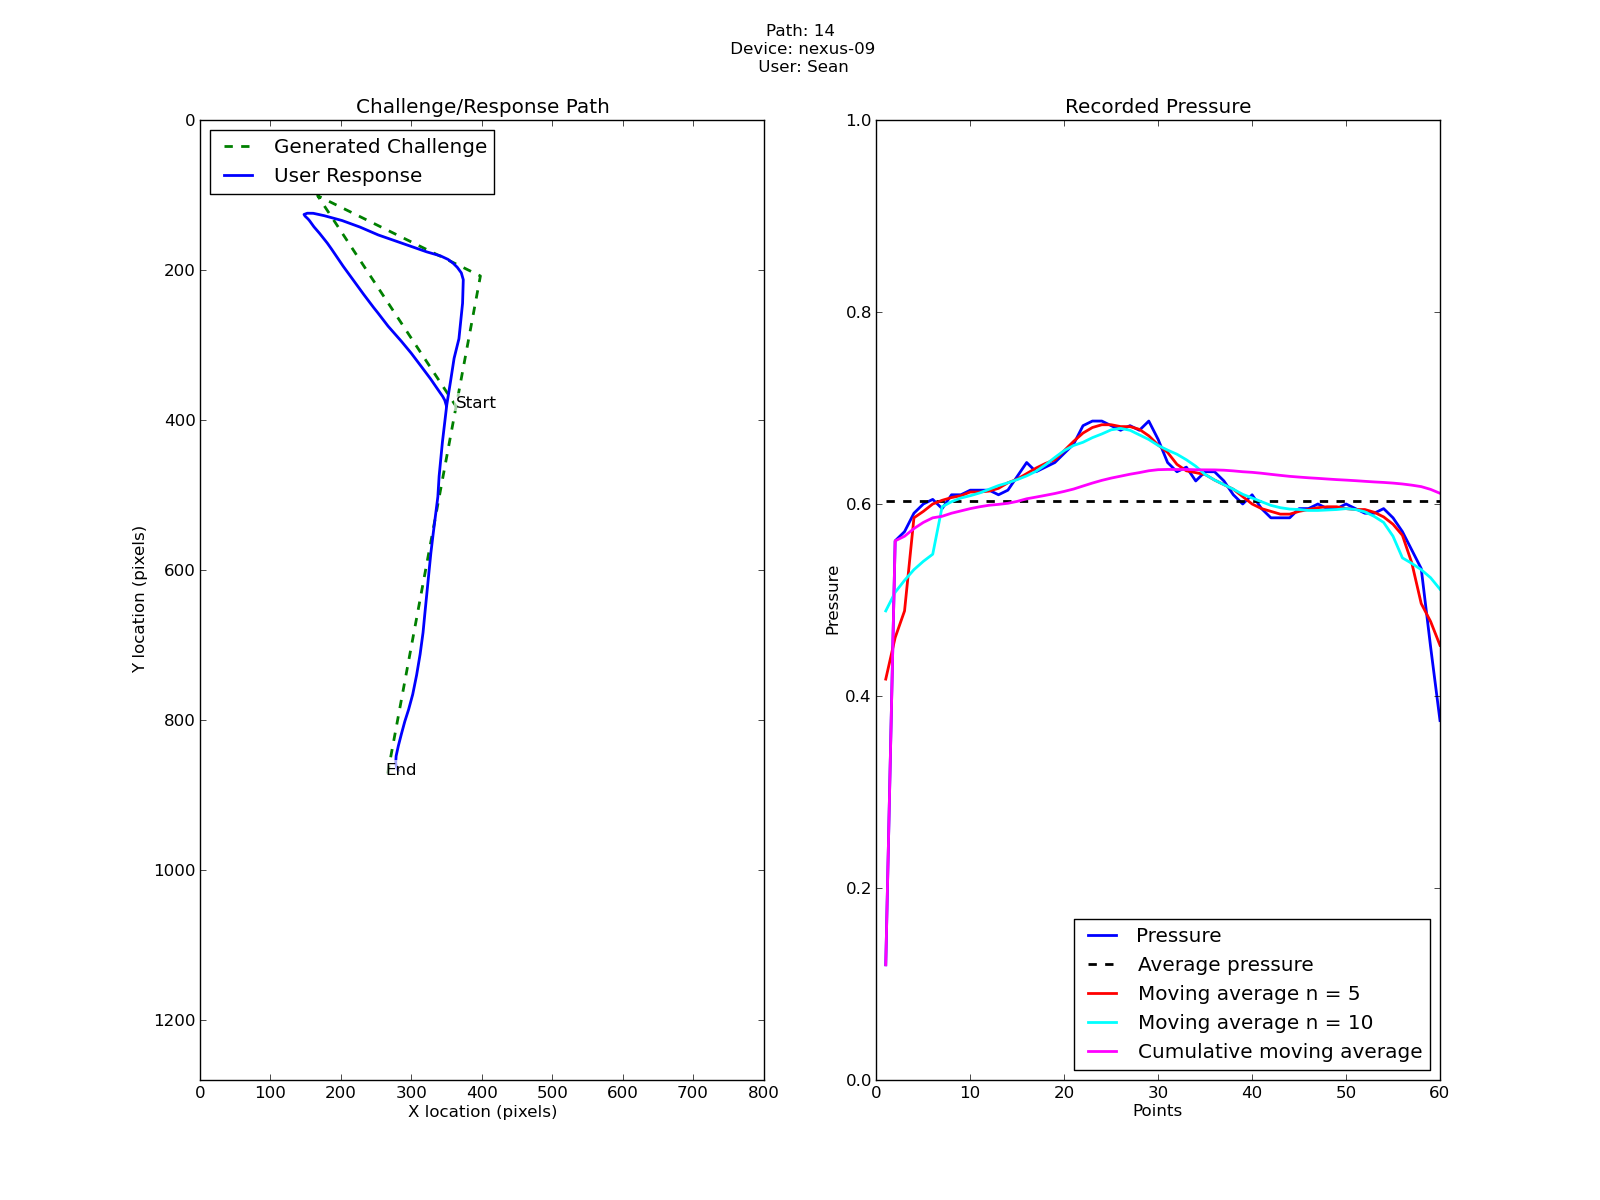 Path: 14
Device: nexus-09
User: Sean
Challenge/Response Path
Generated Challenge
User Response
Start
End
0
200
400
600
800
1000
1200
Y location (pixels)
0 100 200 300 400 500 600 700 800
X location (pixels)
Recorded Pressure
1.0
0.8
0.6
0.4
0.2
0.0
Pressure
Pressure
Average pressure
Moving average n = 5
Moving average n = 10
Cumulative moving average
0 10 20 30 40 50 60
Points